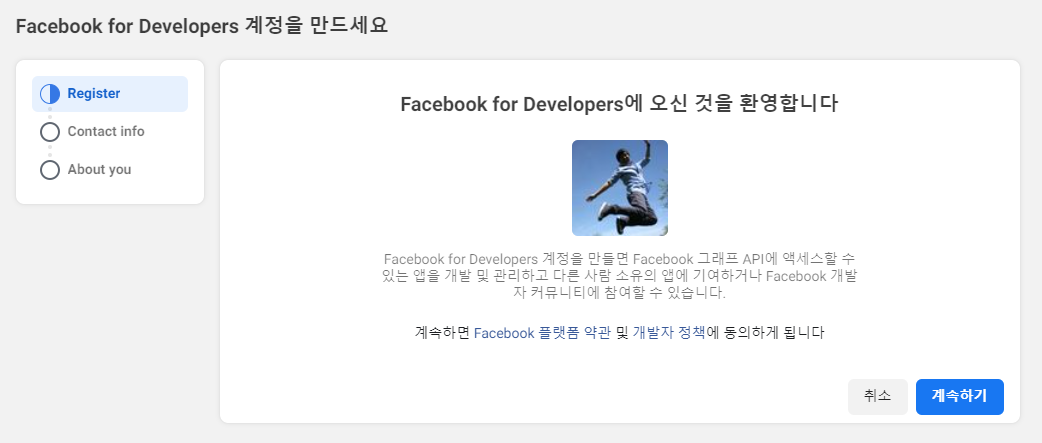 Facebook for Developers 계정을 만드세요
Register
Contact info
About you
Facebook for Developers에 오신 것을 환영합니다
Facebook for Developers 계정을 만들면 Facebook 그래프 API에 액세스할 수
있는 앱을 개발 및 관리하고 다른 사람 소유의 앱에 기여하거나 Facebook 개발
자 커뮤니티에 참여할 수 있습니다.
계속하면 Facebook 플랫폼 약관 및 개발자 정책에 동의하게 됩니다
취소
계속하기